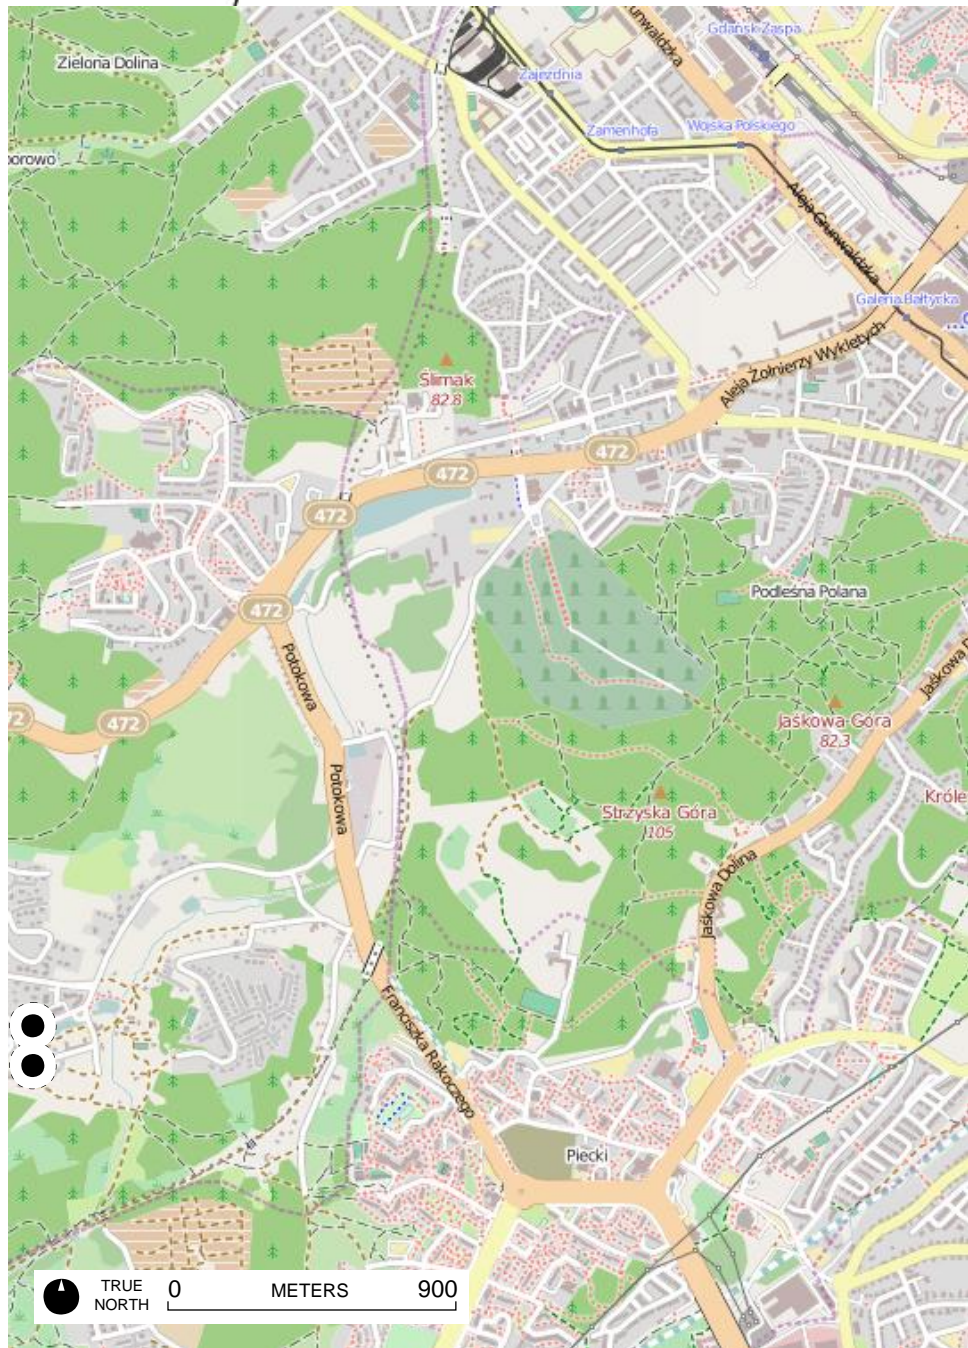 Grunwaldzka
Gdańsk Zaspa
Zielona Dolina
Zajezdnia
Zamenhofa
Wojska Polskiego
Aleja Grunwaldzka
Galeria Bałtycka
Aleja Żołnierzy Wyklętych
Ślimak
82.8
472
472
472
472
Podleśna Polana
Potokowa
Jaśkowa
472
Jaśkowa Góra
82.3
Potokowa
Strzyska Góra
105
Króle
Jaśkowa Dolina
Franciszka Rakoczego
Piecki
TRUE
NORTH
0
METERS
900